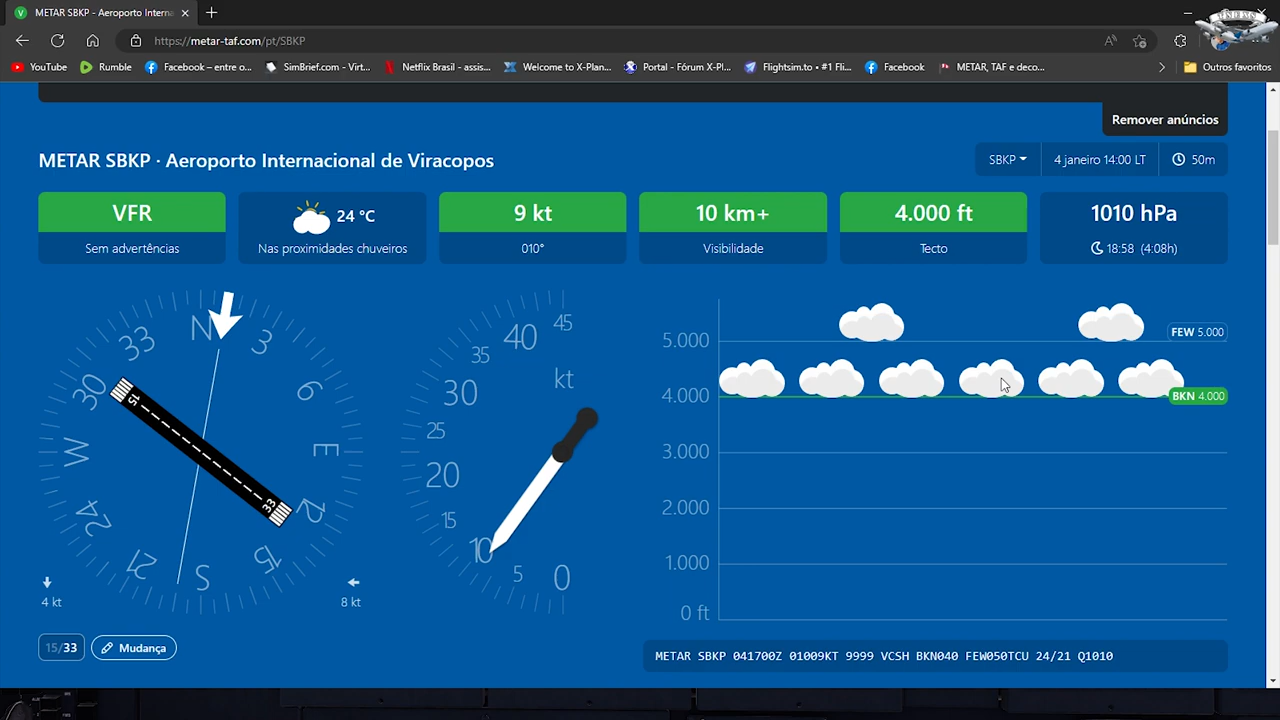 METAR SBKP - Aeroporto Interna
https://metar-taf.com/pt/SBKP
YouTube
Rumble
Facebook – entre o...
SimBrief.com - Virt...
Netflix Brasil - assis...
Welcome to X-Plan...
Portal - Fórum X-Pl...
Flightsim.to • #1 Fli...
Facebook
METAR, TAF e deco...
Outros favoritos
Remover anúncios
METAR SBKP · Aeroporto Internacional de Viracopos
SBKP
4 janeiro 14:00 LT
50m
VFR
Sem advertências
24 °C
Nas proximidades chuveiros
9 kt
010°
10 km+
Visibilidade
4.000 ft
Tecto
1010 hPa
18:58 (4:08h)
N
3
6
E
12
15
S
21
24
W
30
33
15
33
4 kt
8 kt
45
40
35
kt
30
25
20
15
10
5
0
5.000
FEW 5.000
4.000
BKN 4.000
3.000
2.000
1.000
0 ft
15/33
Mudança
METAR SBKP 041700Z 01009KT 9999 VCSH BKN040 FEW050TCU 24/21 Q1010